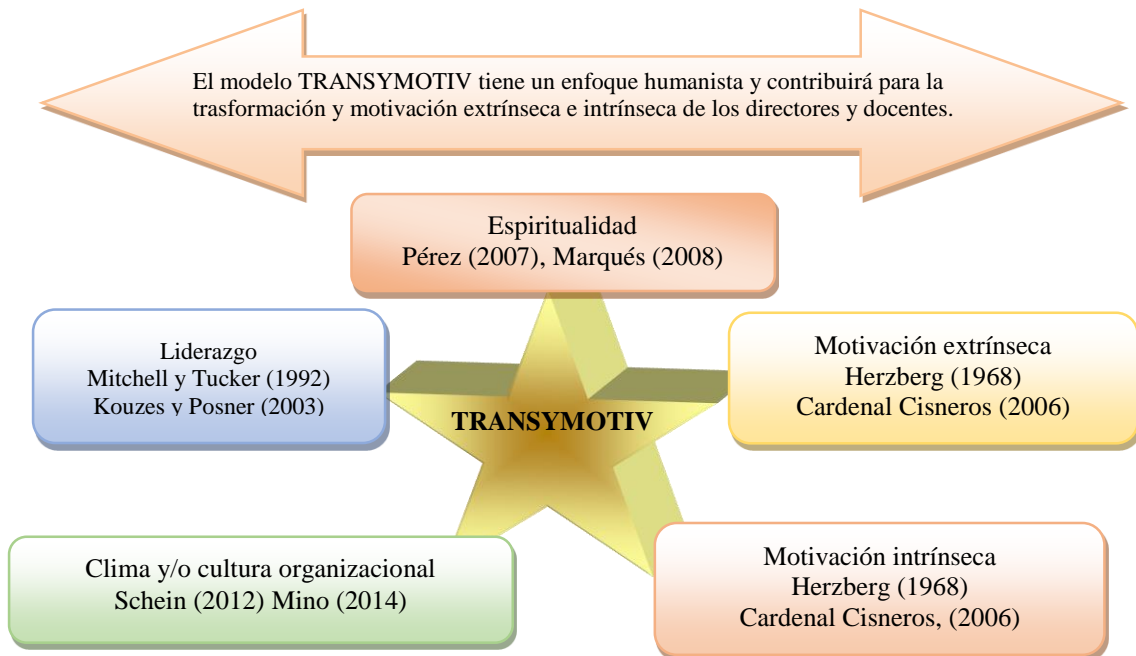 El modelo TRANSYMOTIV tiene un enfoque humanista y contribuirá para la
trasformación y motivación extrínseca e intrínseca de los directores y docentes.
Espiritualidad
Pérez (2007), Marqués (2008)
Liderazgo
Mitchell y Tucker (1992)
Kouzes y Posner (2003)
Motivación extrínseca
Herzberg (1968)
Cardenal Cisneros (2006)
TRANSYMOTIV
Clima y/o cultura organizacional
Schein (2012) Mino (2014)
Motivación intrínseca
Herzberg (1968)
Cardenal Cisneros, (2006)